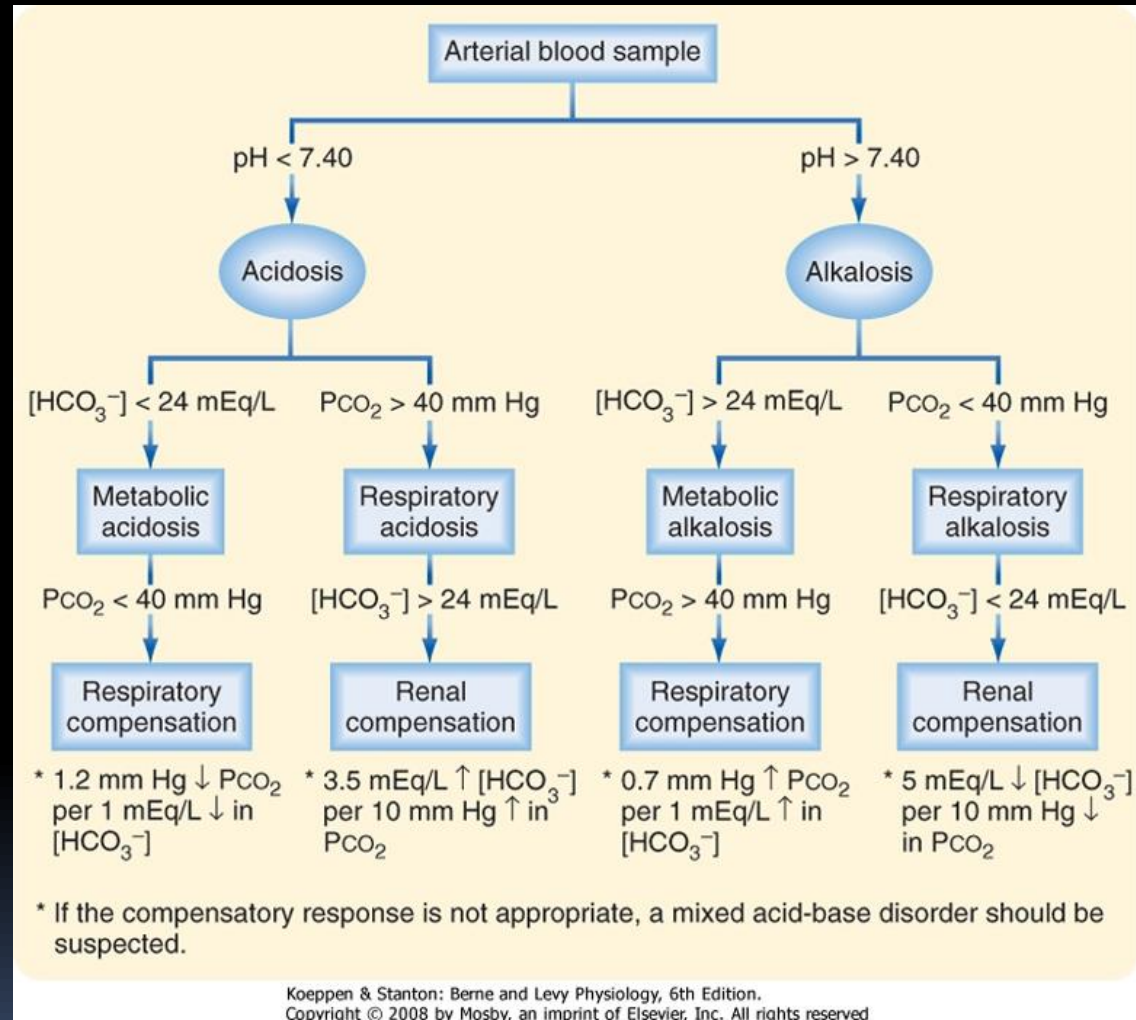 Arterial blood sample
pH < 7.40
pH > 7.40
Acidosis
Alkalosis
[HCO₃⁻] < 24 mEq/L
PCO₂ > 40 mm Hg
[HCO₃⁻] > 24 mEq/L
PCO₂ < 40 mm Hg
Metabolic
acidosis
Respiratory
acidosis
Metabolic
alkalosis
Respiratory
alkalosis
PCO₂ < 40 mm Hg
[HCO₃⁻] > 24 mEq/L
PCO₂ > 40 mm Hg
[HCO₃⁻] < 24 mEq/L
Respiratory
compensation
Renal
compensation
Respiratory
compensation
Renal
compensation
* 1.2 mm Hg ↓ PCO₂
per 1 mEq/L ↓ in
[HCO₃⁻]
* 3.5 mEq/L ↑ [HCO₃⁻]
per 10 mm Hg ↑ in
PCO₂
* 0.7 mm Hg ↑ PCO₂
per 1 mEq/L ↑ in
[HCO₃⁻]
* 5 mEq/L ↓ [HCO₃⁻]
per 10 mm Hg ↓
in PCO₂
* If the compensatory response is not appropriate, a mixed acid-base disorder should be
suspected.
Koeppen & Stanton: Berne and Levy Physiology, 6th Edition.
Copyright © 2008 by Mosby, an imprint of Elsevier, Inc. All rights reserved